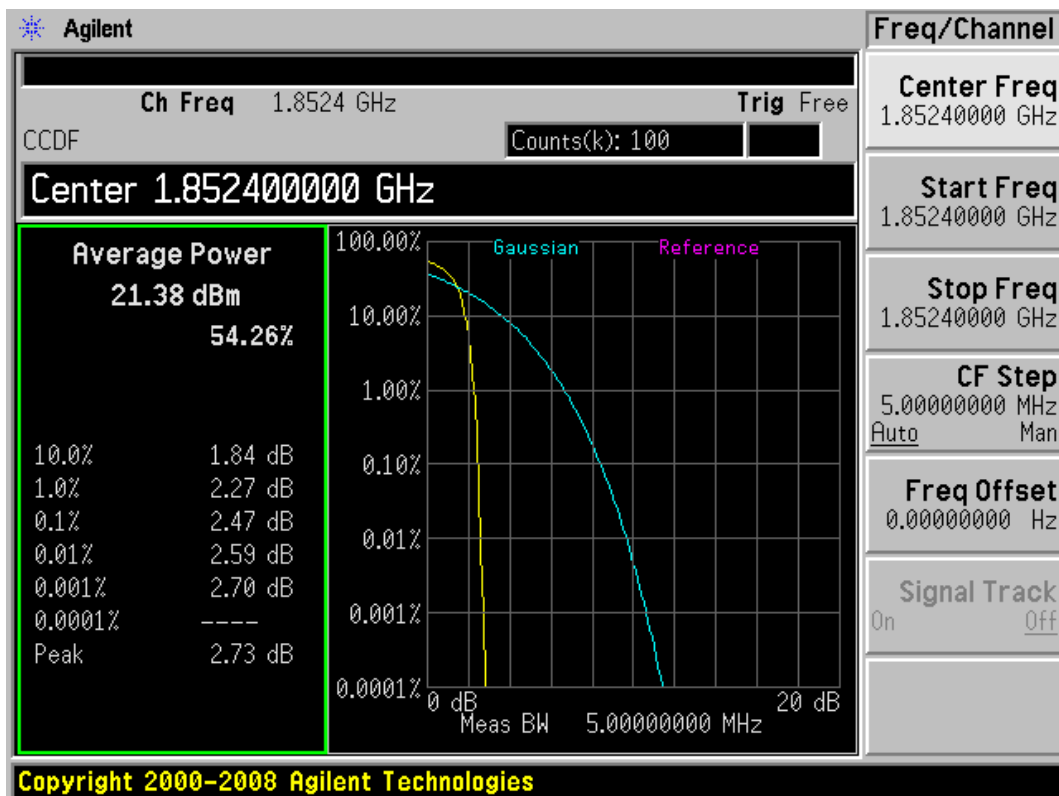 Agilent
Freq/Channel
Ch Freq 1.8524 GHz Trig Free
CCDF Counts(k): 100
Center 1.852400000 GHz
Average Power
21.38 dBm
54.26%
10.0% 1.84 dB
1.0% 2.27 dB
0.1% 2.47 dB
0.01% 2.59 dB
0.001% 2.70 dB
0.0001% ----
Peak 2.73 dB
Gaussian Reference
100.00%
10.00%
1.00%
0.10%
0.01%
0.001%
0.0001%
0 dB 20 dB
Meas BW 5.00000000 MHz
Center Freq
1.85240000 GHz
Start Freq
1.85240000 GHz
Stop Freq
1.85240000 GHz
CF Step
5.00000000 MHz
Auto Man
Freq Offset
0.00000000 Hz
Signal Track
On Off
Copyright 2000-2008 Agilent Technologies